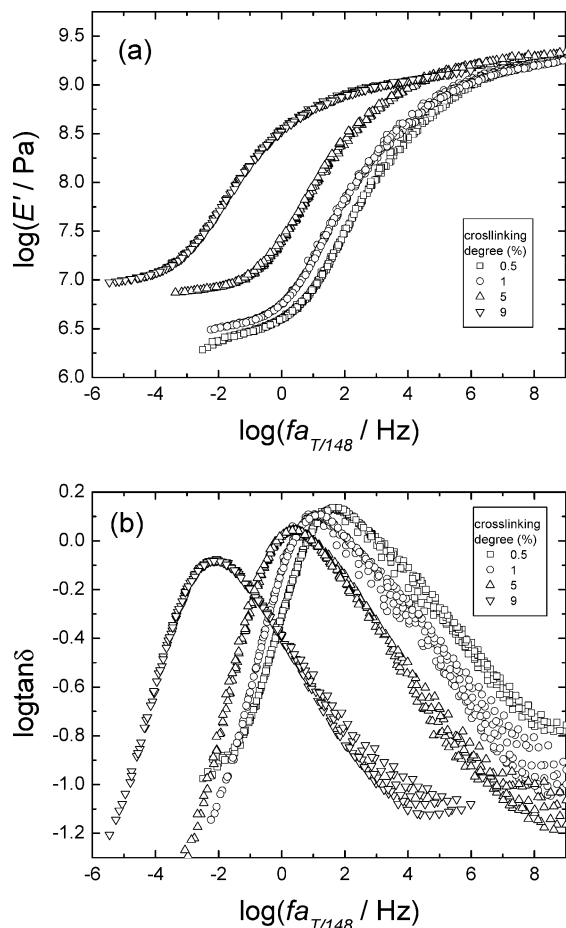 (a)
log(E' / Pa)
9.5
9.0
8.5
8.0
7.5
7.0
6.5
6.0
crosllinking
degree (%)
0.5
1
5
9
-6 -4 -2 0 2 4 6 8
log(fa_T/148 / Hz)
(b)
logtanδ
0.2
0.0
-0.2
-0.4
-0.6
-0.8
-1.0
-1.2
crosslinking
degree (%)
0.5
1
5
9
-6 -4 -2 0 2 4 6 8
log(fa_T/148 / Hz)